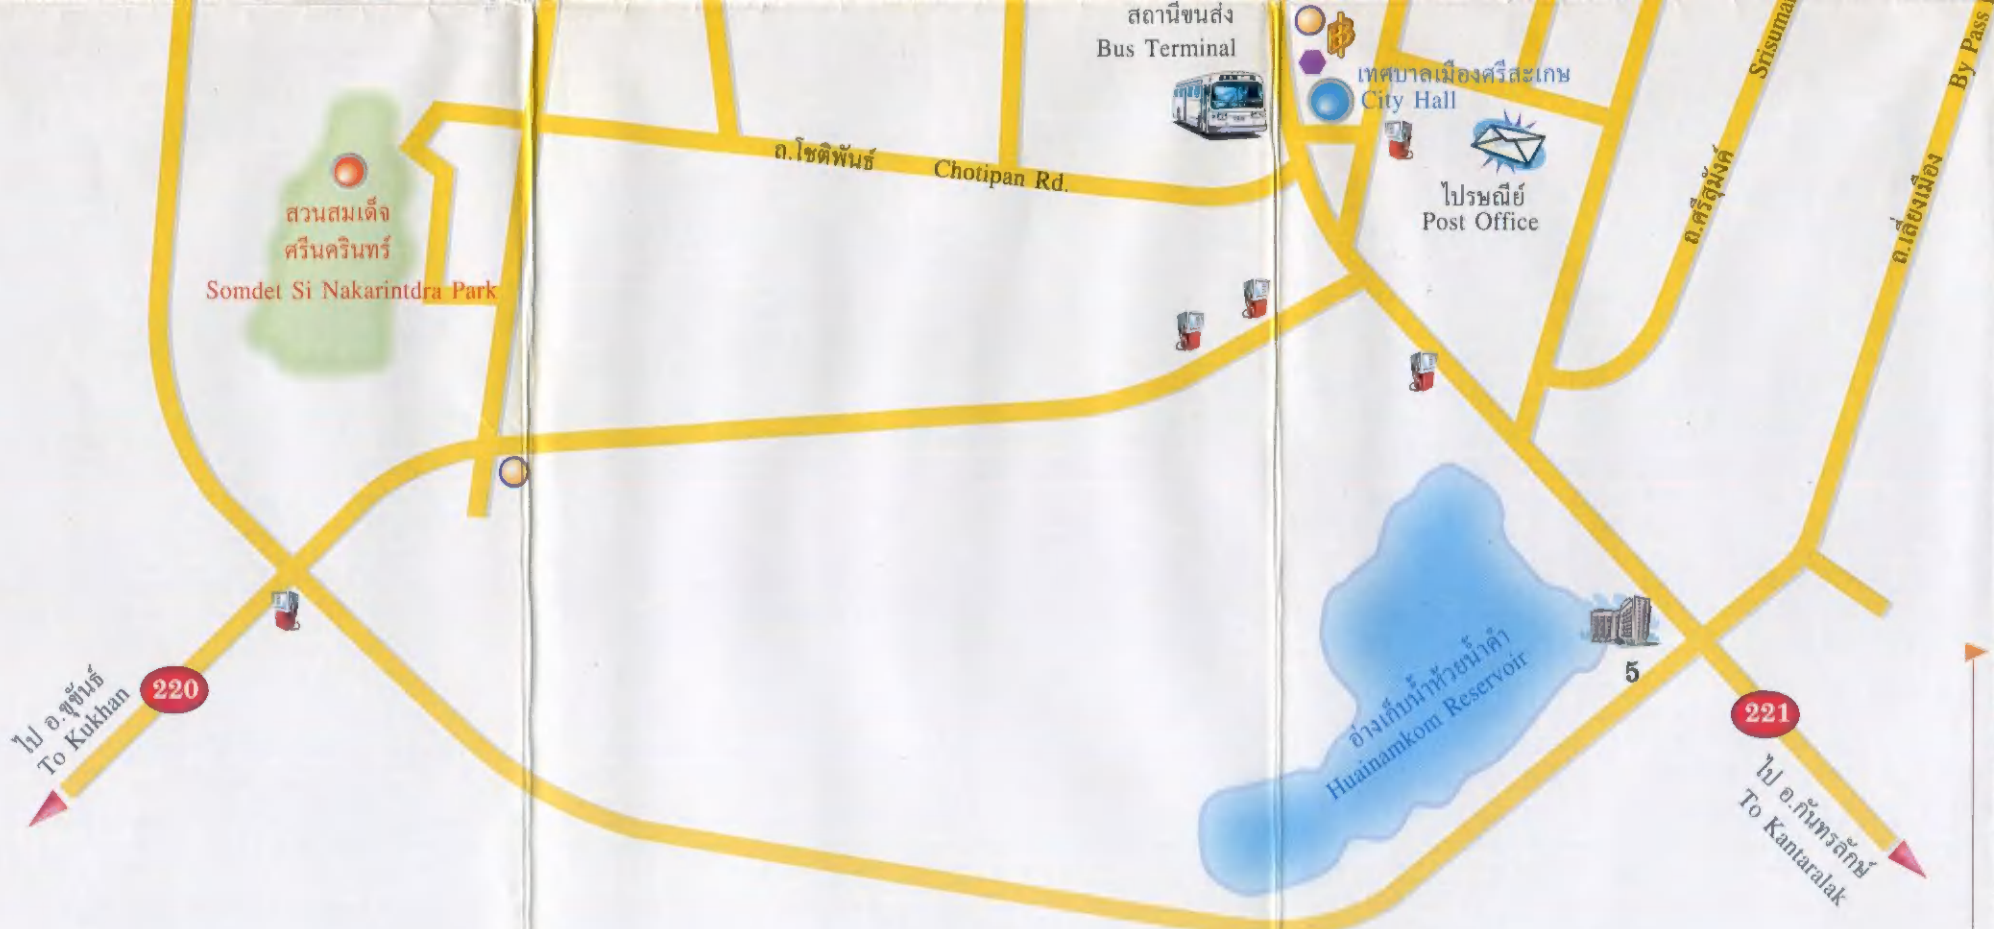 สถานีขนส่ง
Bus Terminal
เทศบาลเมืองศรีสะเกษ
City Hall
ไปรษณีย์
Post Office
ถ.ศรีสุมังค์
ถ.เลี่ยงเมือง By Pass
ถ.โชติพันธ์ Chotipan Rd.
สวนสมเด็จ
ศรีนครินทร์
Somdet Si Nakarintdra Park
220
ไป อ.ขุขันธ์
To Kukhan
อ่างเก็บน้ำห้วยน้ำคำ
Huainamkom Reservoir
5
221
ไป อ.กันทรลักษ์
To Kantaralak